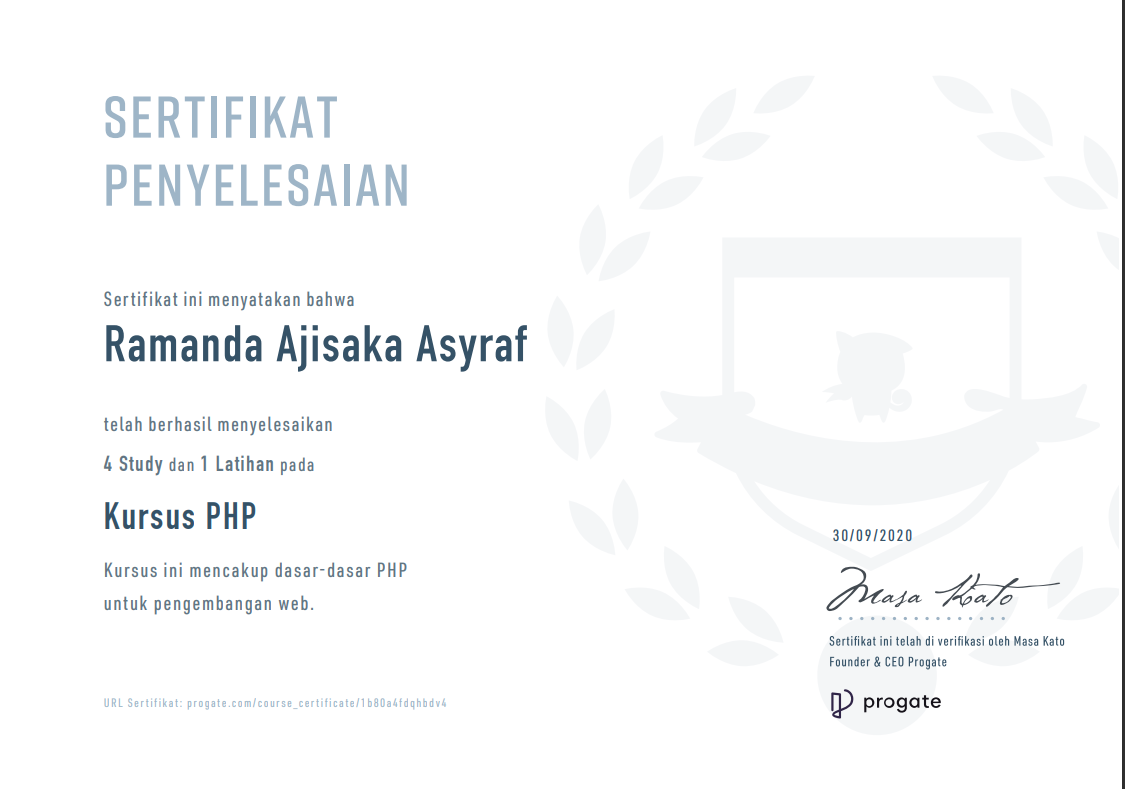 SERTIFIKAT
PENYELESAIAN
Sertifikat ini menyatakan bahwa
Ramanda Ajisaka Asyraf
telah berhasil menyelesaikan
4 Study dan 1 Latihan pada
Kursus PHP
Kursus ini mencakup dasar-dasar PHP
untuk pengembangan web.
30/09/2020
Masa Kato
Sertifikat ini telah di verifikasi oleh Masa Kato
Founder & CEO Progate
URL Sertifikat: progate.com/course_certificate/1b80a4fdqhbdv4
progate